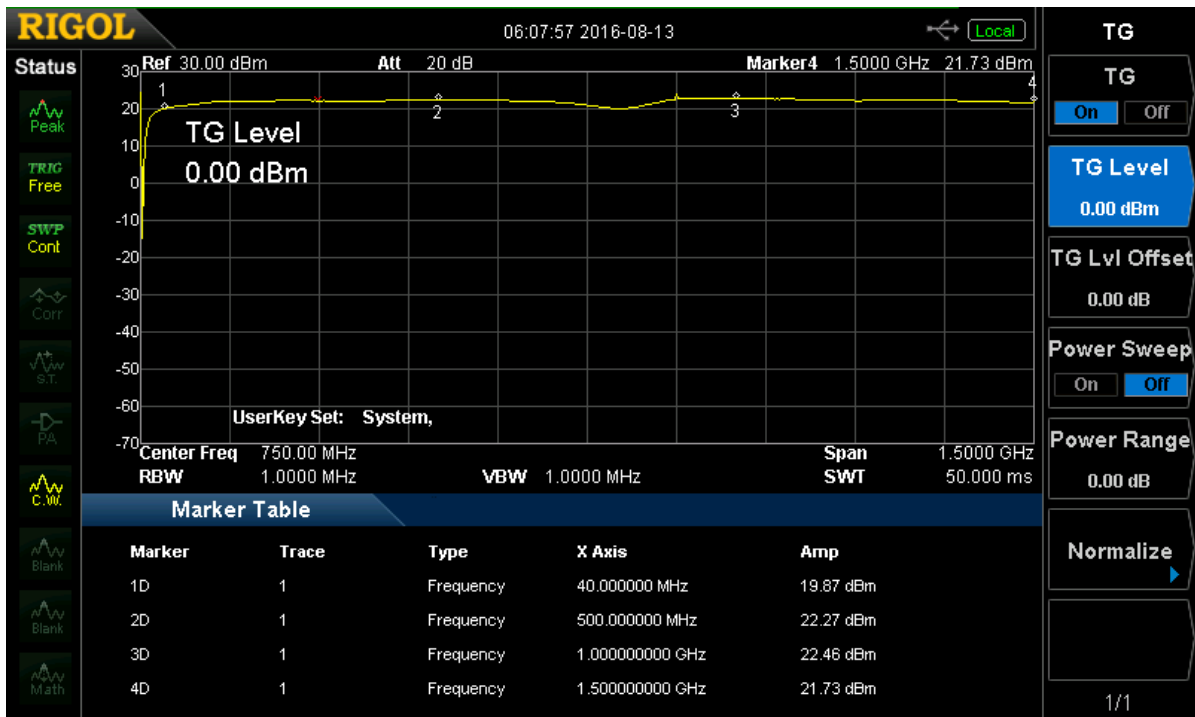 RIGOL
06:07:57 2016-08-13
Local
Status
Peak
TRIG
Free
SWP
Cont
Corr
S.T.
PA
C.W.
Blank
Blank
Math
Ref 30.00 dBm Att 20 dB Marker4 1.5000 GHz 21.73 dBm
30
20
10
0
-10
-20
-30
-40
-50
-60
-70
1
2
3
4
TG Level
0.00 dBm
UserKey Set: System,
Center Freq 750.00 MHz Span 1.5000 GHz
RBW 1.0000 MHz VBW 1.0000 MHz SWT 50.000 ms
Marker Table
Marker Trace Type X Axis Amp
1D 1 Frequency 40.000000 MHz 19.87 dBm
2D 1 Frequency 500.000000 MHz 22.27 dBm
3D 1 Frequency 1.000000000 GHz 22.46 dBm
4D 1 Frequency 1.500000000 GHz 21.73 dBm
TG
TG
On Off
TG Level
0.00 dBm
TG Lvl Offset
0.00 dB
Power Sweep
On Off
Power Range
0.00 dB
Normalize
1/1